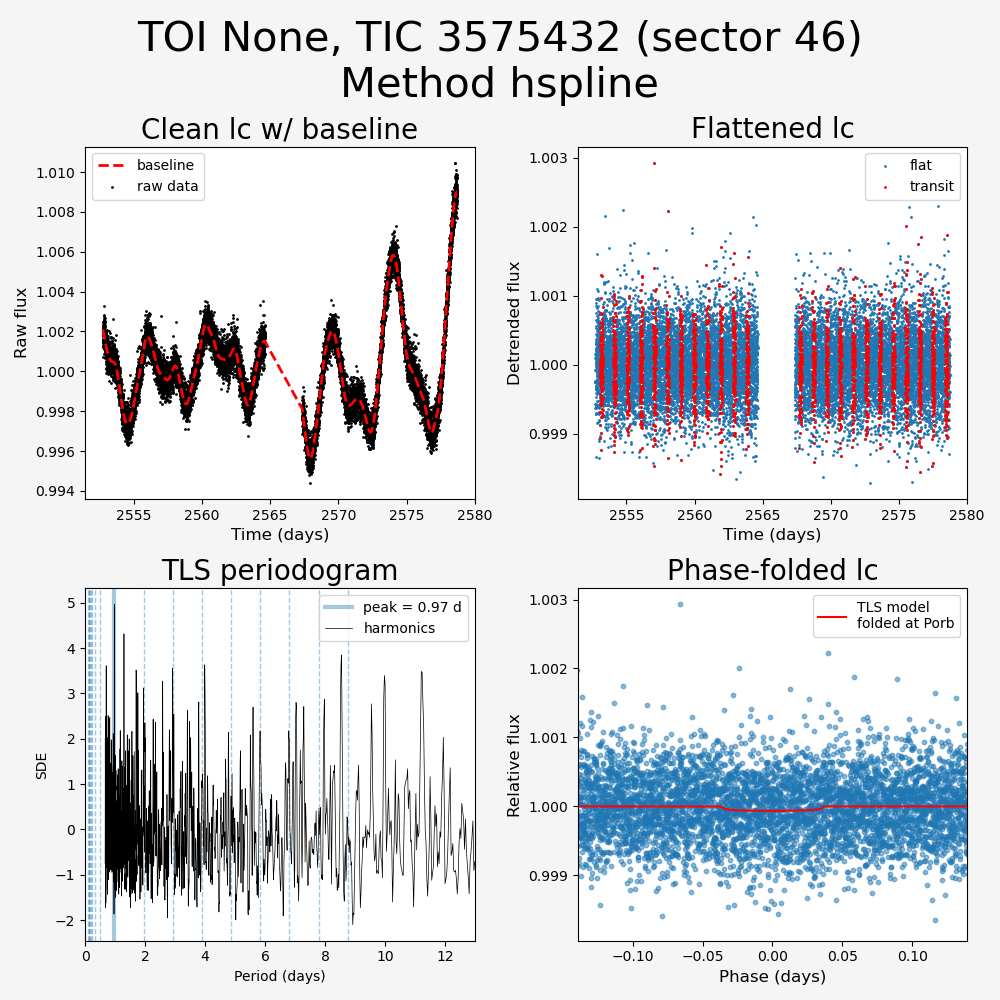 TOI None, TIC 3575432 (sector 46)
Method hspline
Clean lc w/ baseline
baseline
raw data
Raw flux
1.010
1.008
1.006
1.004
1.002
1.000
0.998
0.996
0.994
2555
2560
2565
2570
2575
2580
Time (days)
Flattened lc
flat
transit
Detrended flux
1.003
1.002
1.001
1.000
0.999
2555
2560
2565
2570
2575
2580
Time (days)
TLS periodogram
peak = 0.97 d
harmonics
SDE
5
4
3
2
1
0
−1
−2
0
2
4
6
8
10
12
Period (days)
Phase-folded lc
TLS model
folded at Porb
Relative flux
1.003
1.002
1.001
1.000
0.999
−0.10
−0.05
0.00
0.05
0.10
Phase (days)